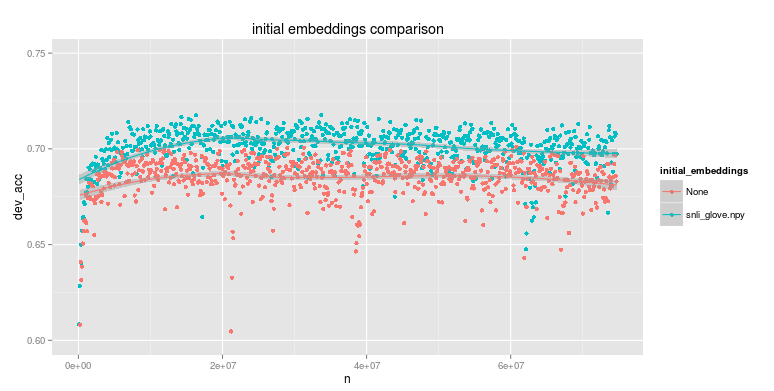 initial embeddings comparison
0.75
0.70
0.65
0.60
dev_acc
0e+00
2e+07
4e+07
6e+07
n
initial_embeddings
None
snli_glove.npy